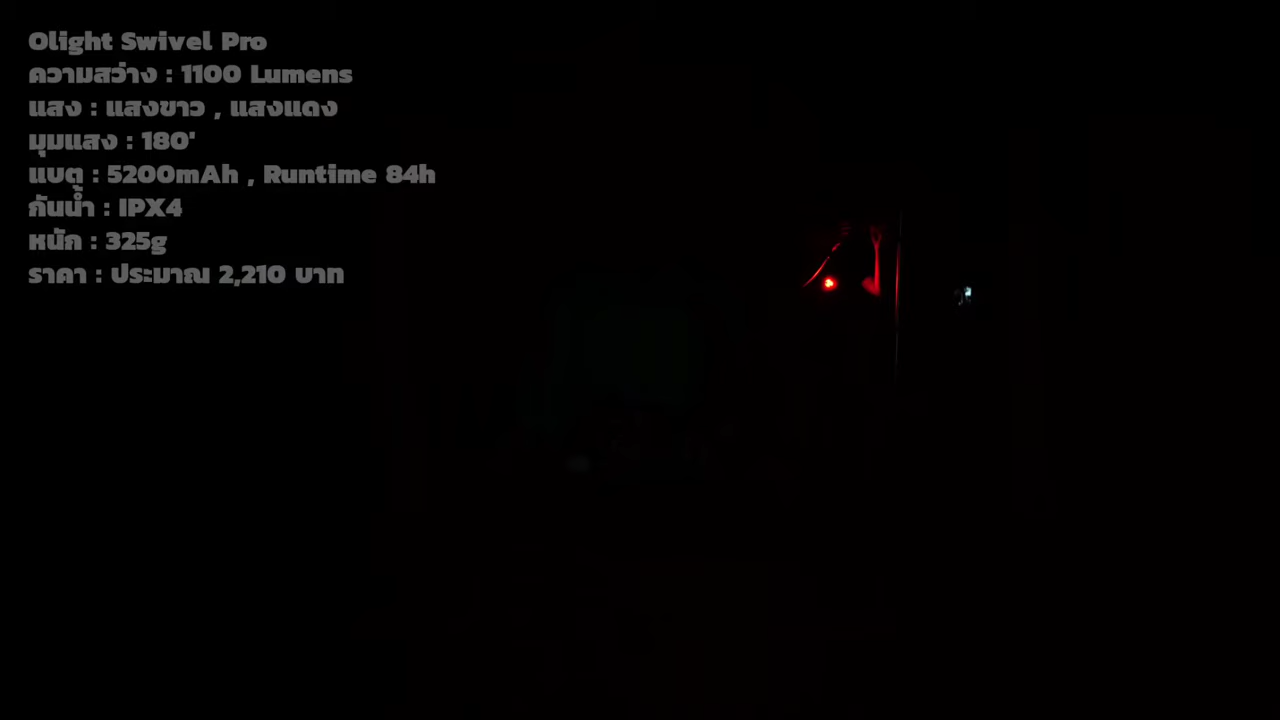 Olight Swivel Pro
ความสว่าง : 1100 Lumens
แสง : แสงขาว , แสงแดง
มุมแสง : 180'
แบต : 5200mAh , Runtime 84h
กันน้ำ : IPX4
หนัก : 325g
ราคา : ประมาณ 2,210 บาท